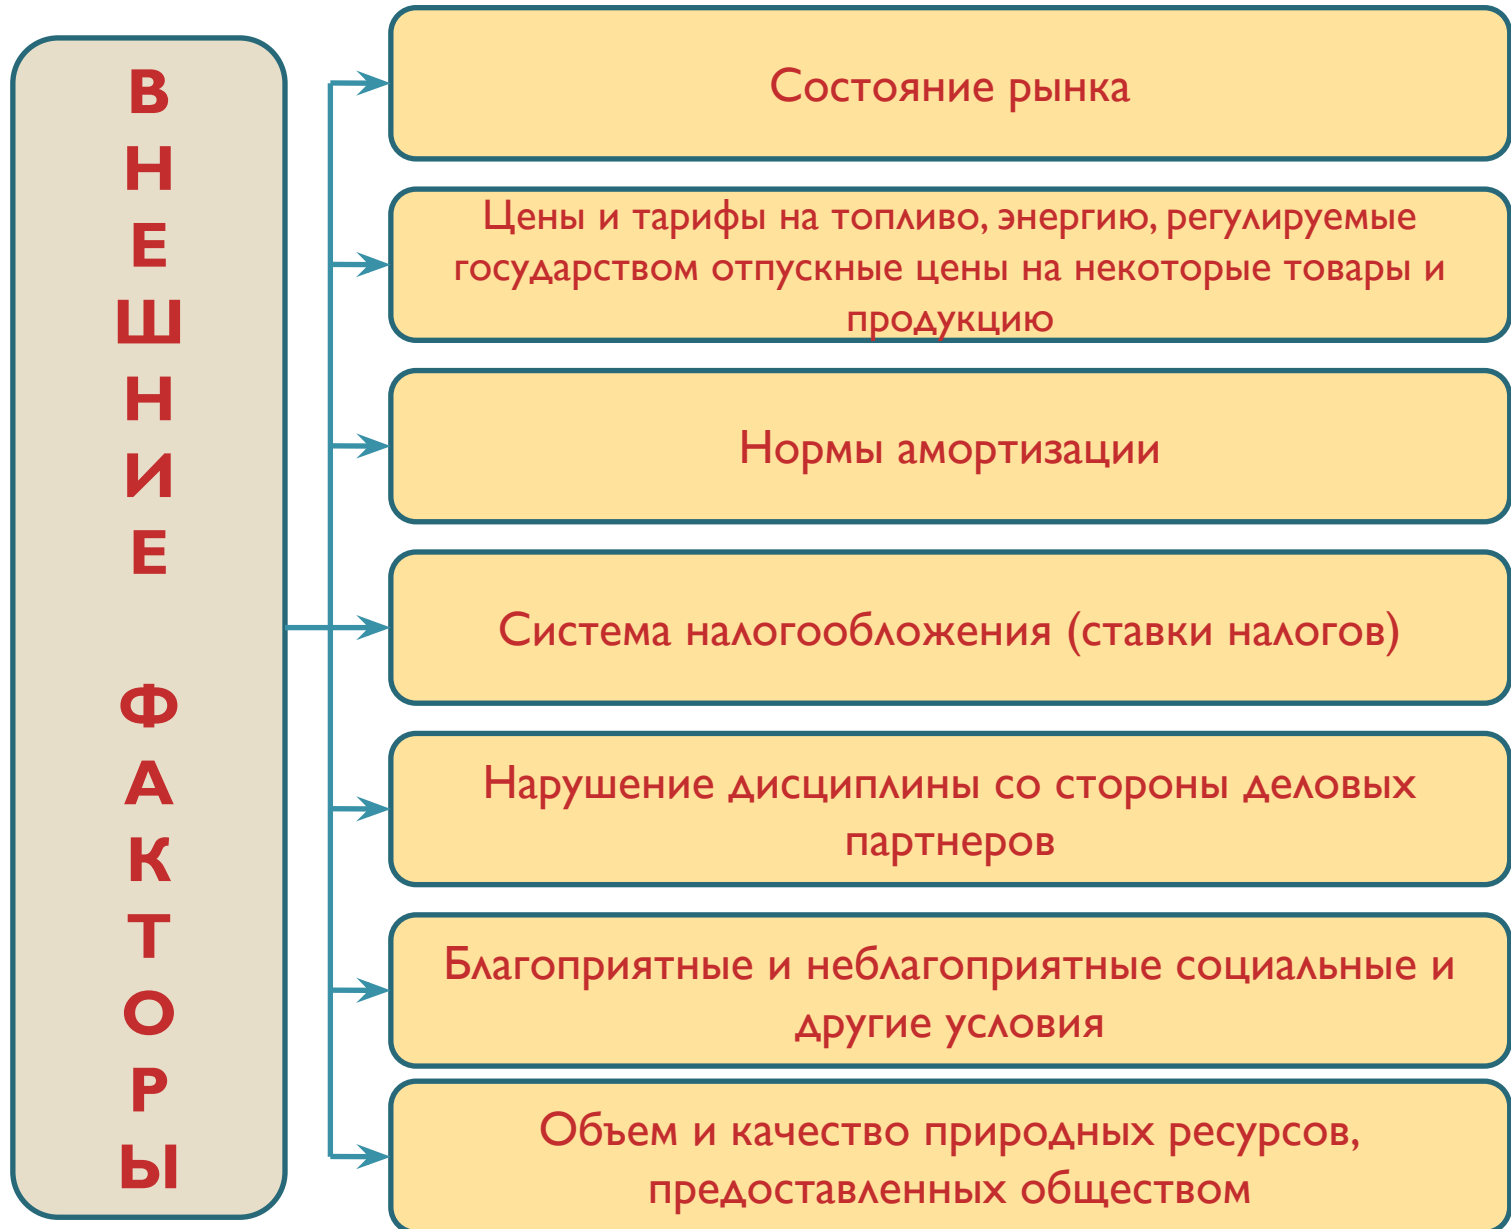 ВНЕШНИЕ
ФАКТОРЫ
Состояние рынка
Цены и тарифы на топливо, энергию, регулируемые
государством отпускные цены на некоторые товары и
продукцию
Нормы амортизации
Система налогообложения (ставки налогов)
Нарушение дисциплины со стороны деловых
партнеров
Благоприятные и неблагоприятные социальные и
другие условия
Объем и качество природных ресурсов,
предоставленных обществом